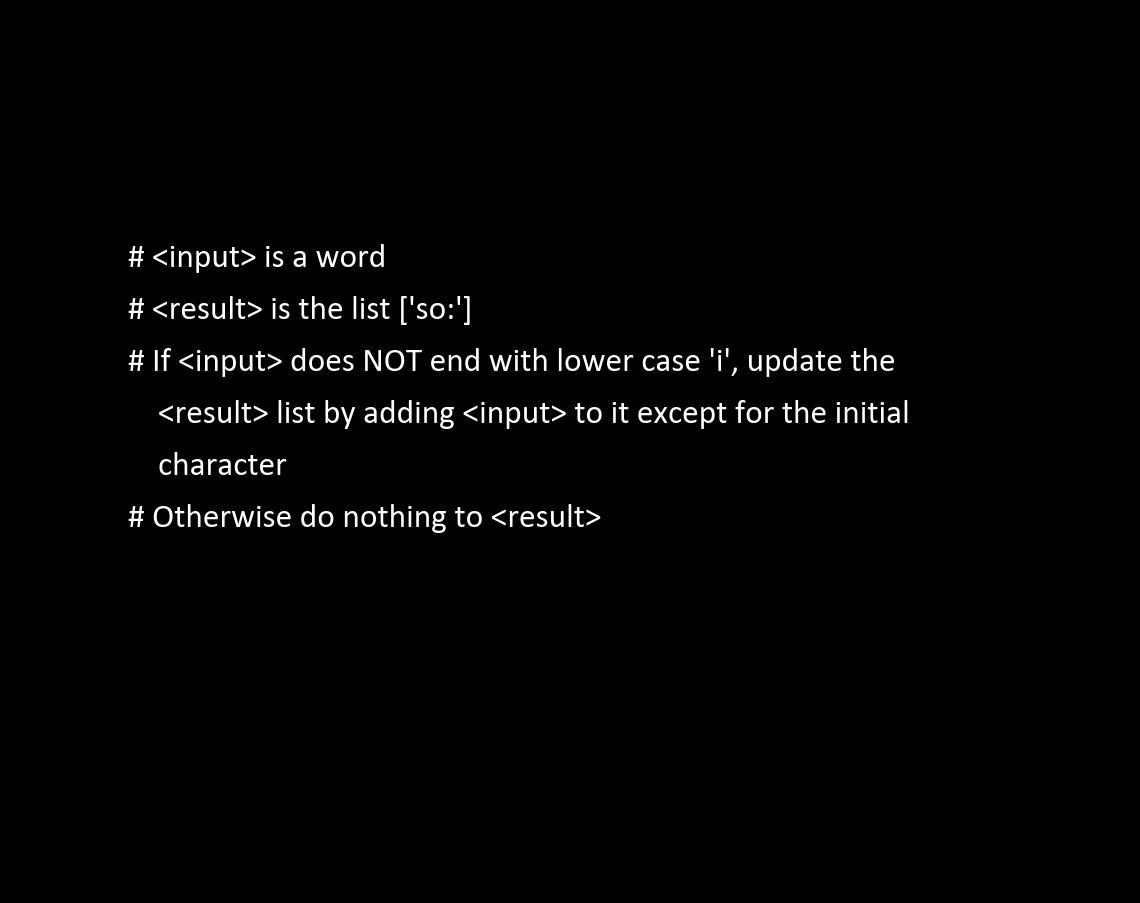 # <input> is a word
# <result> is the list ['so:']
# If <input> does NOT end with lower case 'i', update the
<result> list by adding <input> to it except for the initial
character
# Otherwise do nothing to <result>